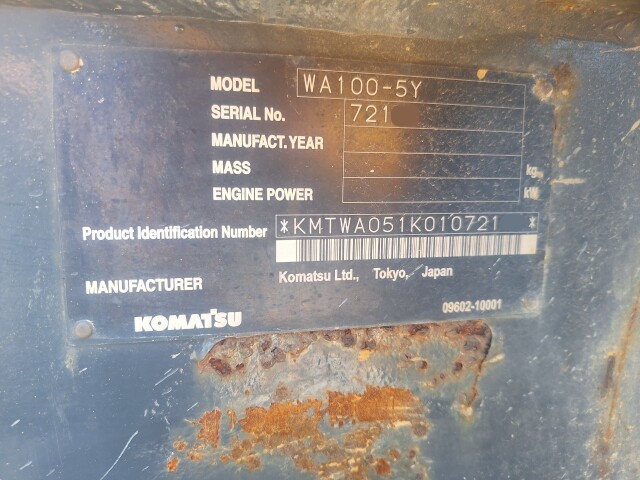 MODEL WA100-5Y
SERIAL No. 721
MANUFACT. YEAR
MASS kg
ENGINE POWER kW
Product Identification Number *KMTWA051K010721*
MANUFACTURER Komatsu Ltd., Tokyo, Japan
KOMATSU 09602-10001